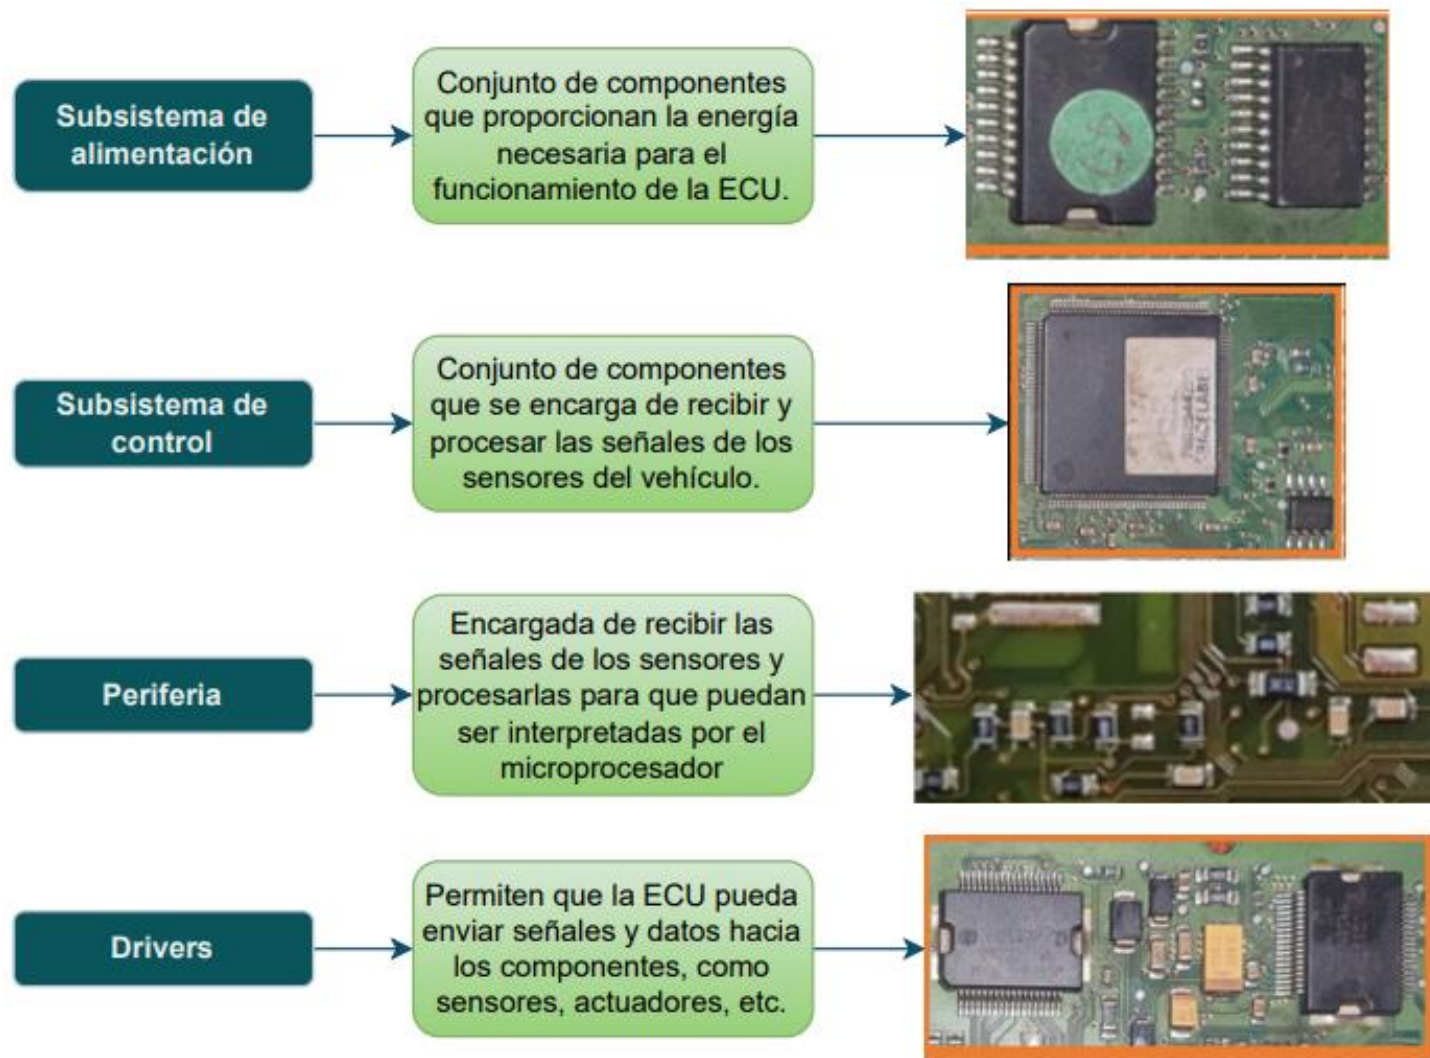 Subsistema de
alimentación
Conjunto de componentes
que proporcionan la energía
necesaria para el
funcionamiento de la ECU.
Subsistema de
control
Conjunto de componentes
que se encarga de recibir y
procesar las señales de los
sensores del vehículo.
Periferia
Encargada de recibir las
señales de los sensores y
procesarlas para que puedan
ser interpretadas por el
microprocesador
Drivers
Permiten que la ECU pueda
enviar señales y datos hacia
los componentes, como
sensores, actuadores, etc.